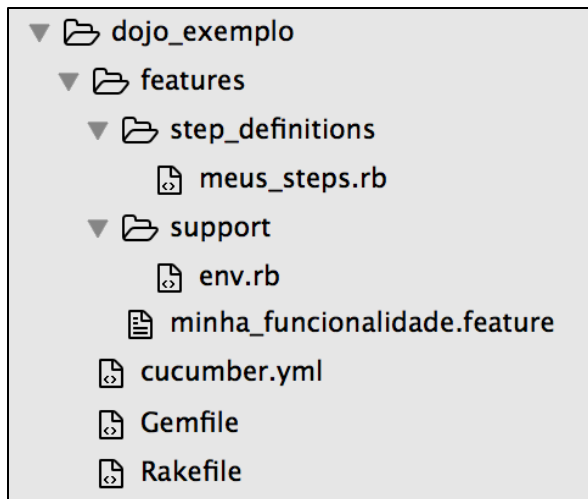 dojo_exemplo
features
step_definitions
meus_steps.rb
support
env.rb
minha_funcionalidade.feature
cucumber.yml
Gemfile
Rakefile